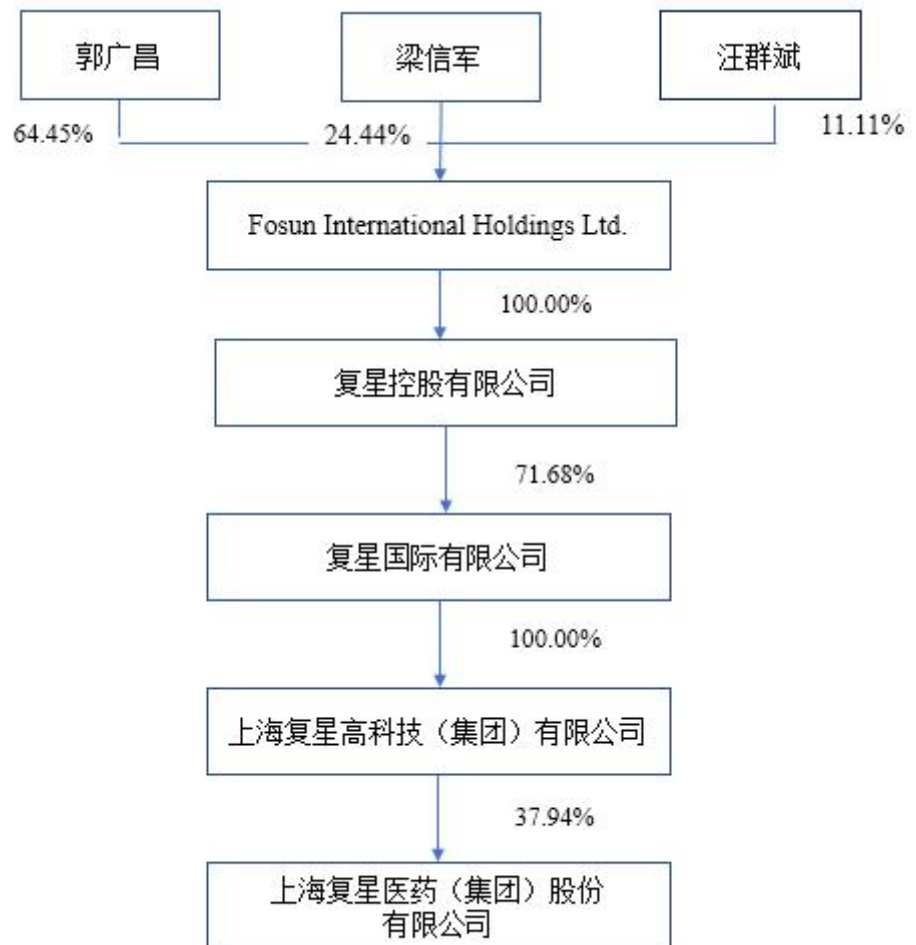 郭广昌
梁信军
汪群斌
64.45%
24.44%
11.11%
Fosun International Holdings Ltd.
100.00%
复星控股有限公司
71.68%
复星国际有限公司
100.00%
上海复星高科技（集团）有限公司
37.94%
上海复星医药（集团）股份
有限公司